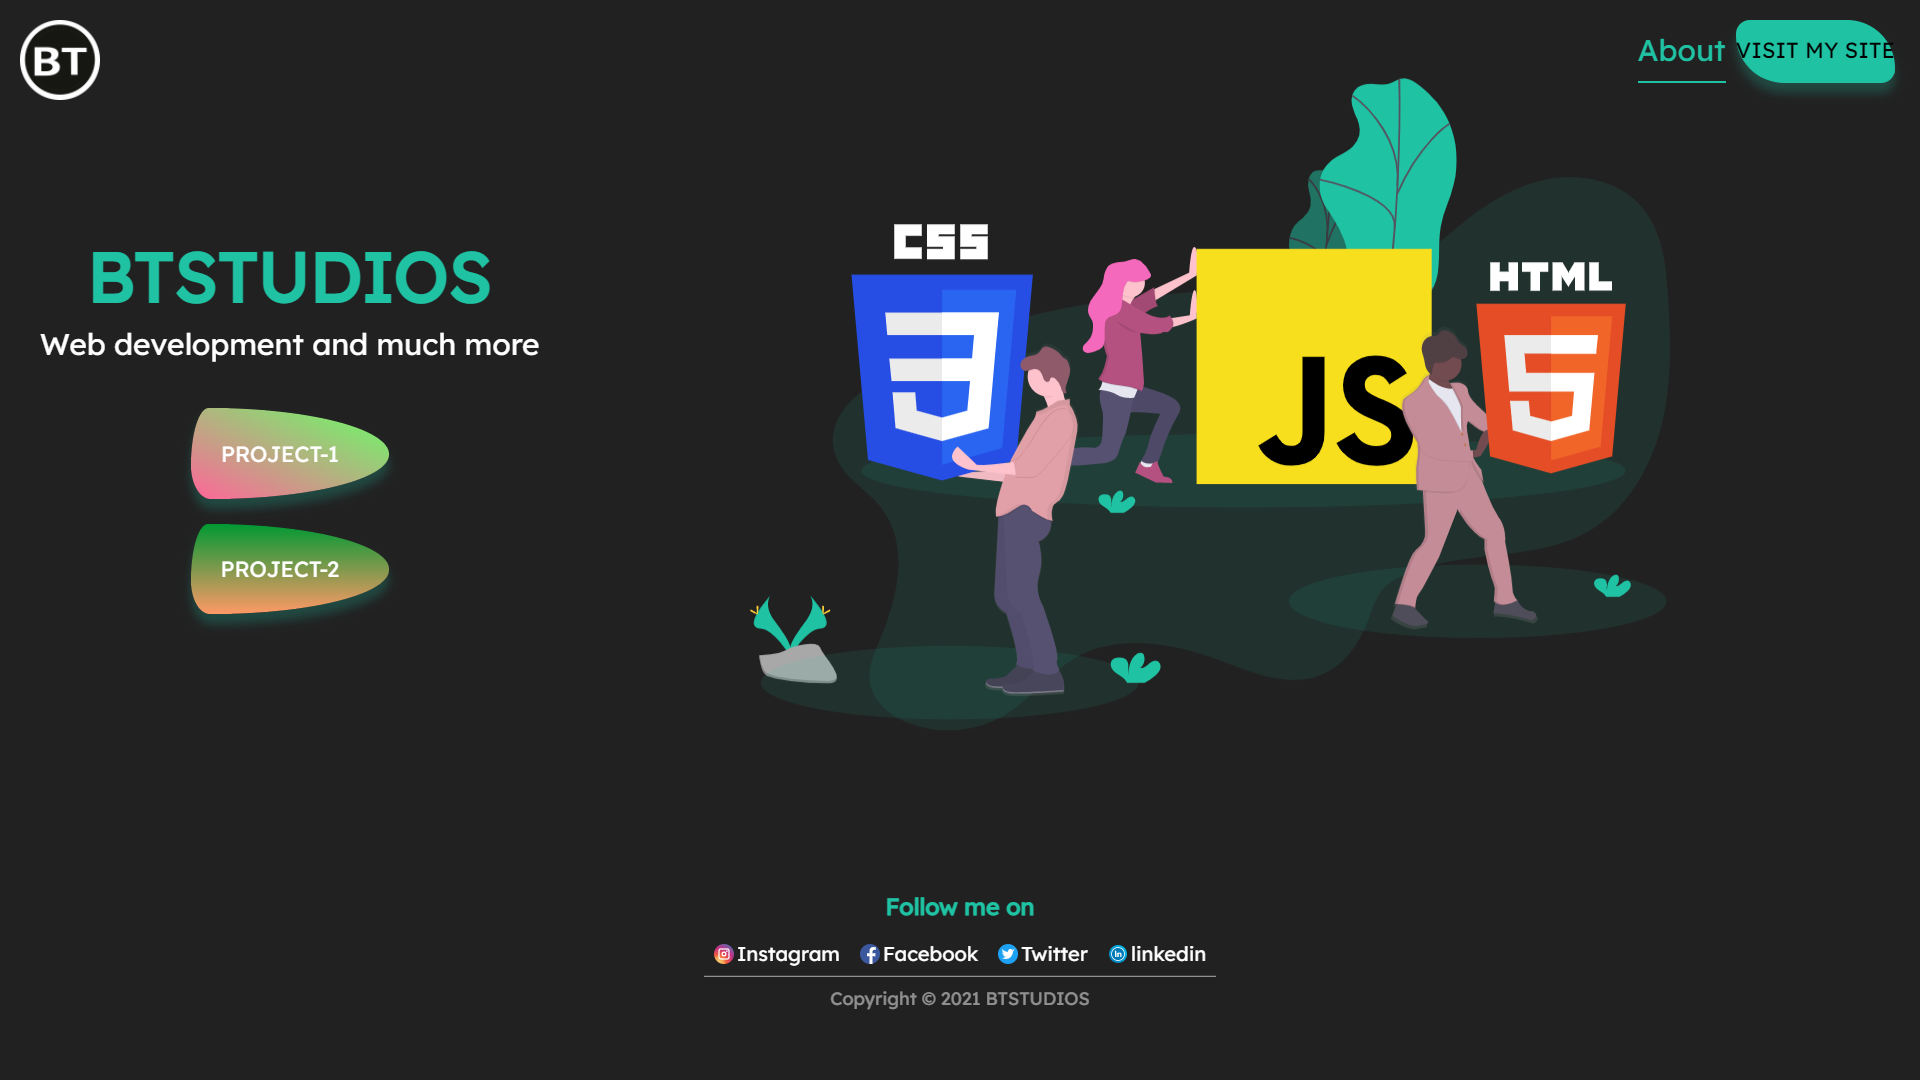 BT
About
VISIT MY SITE
BTSTUDIOS
Web development and much more
PROJECT-1
PROJECT-2
CSS
3
JS
HTML
5
Follow me on
Instagram
Facebook
Twitter
in linkedin
Copyright © 2021 BTSTUDIOS